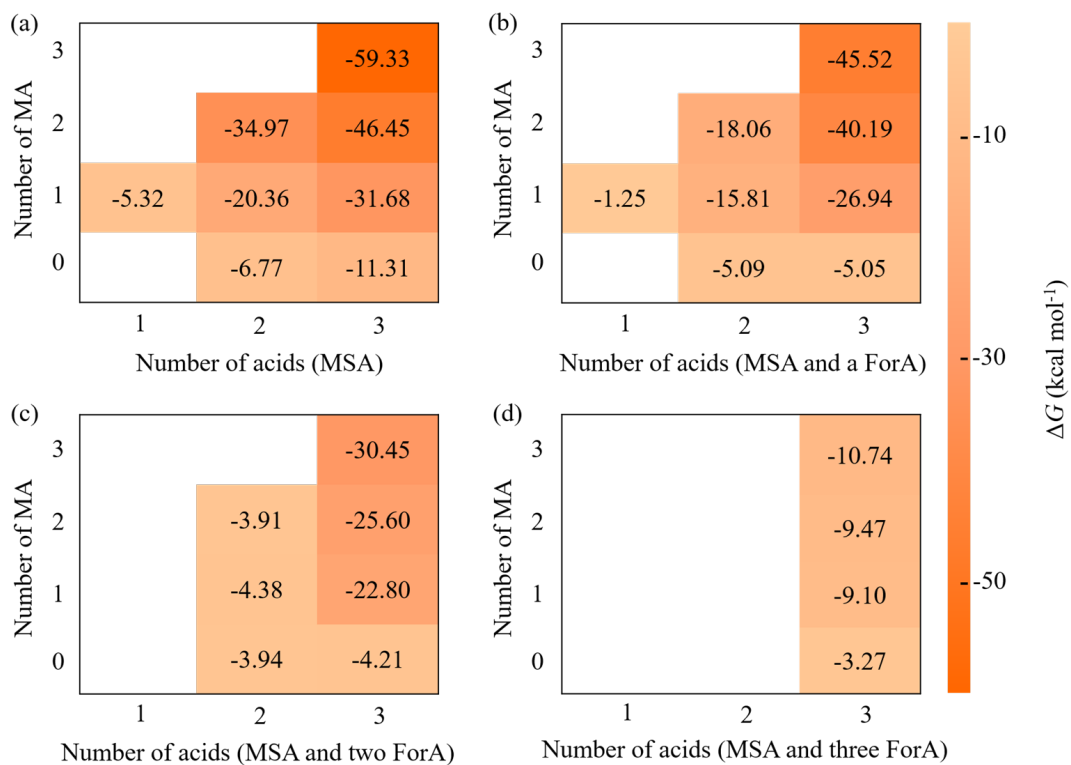 (a)
Number of MA
3
-59.33
2
-34.97 -46.45
1
-5.32 -20.36 -31.68
0
-6.77 -11.31
1 2 3
Number of acids (MSA)
(b)
Number of MA
3
-45.52
2
-18.06 -40.19
1
-1.25 -15.81 -26.94
0
-5.09 -5.05
1 2 3
Number of acids (MSA and a ForA)
(c)
Number of MA
3
-30.45
2
-3.91 -25.60
1
-4.38 -22.80
0
-3.94 -4.21
1 2 3
Number of acids (MSA and two ForA)
(d)
Number of MA
3
-10.74
2
-9.47
1
-9.10
0
-3.27
1 2 3
Number of acids (MSA and three ForA)
-10
-30
-50
ΔG (kcal mol⁻¹)